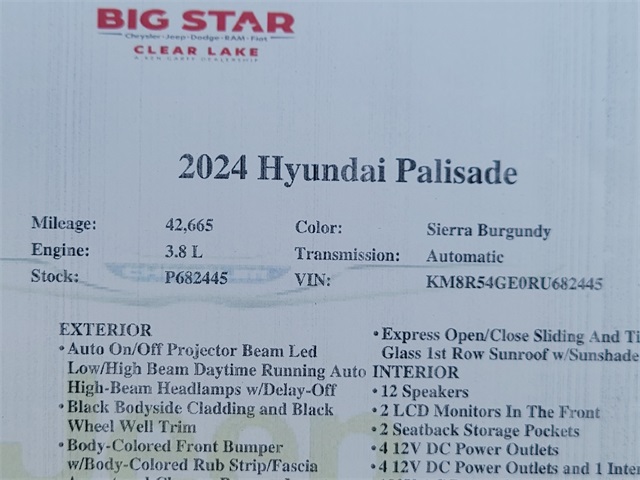 BIG STAR
Chrysler-Jeep-Dodge-RAM-Fiat
CLEAR LAKE
2024 Hyundai Palisade
Mileage: 42,665 Color: Sierra Burgundy
Engine: 3.8 L Transmission: Automatic
Stock: P682445 VIN: KM8R54GE0RU682445
EXTERIOR
• Auto On/Off Projector Beam Led
Low/High Beam Daytime Running Auto
High-Beam Headlamps w/Delay-Off
• Black Bodyside Cladding and Black
Wheel Well Trim
• Body-Colored Front Bumper
w/Body-Colored Rub Strip/Fascia
• Express Open/Close Sliding And Ti
Glass 1st Row Sunroof w/Sunshade
INTERIOR
• 12 Speakers
• 2 LCD Monitors In The Front
• 2 Seatback Storage Pockets
• 4 12V DC Power Outlets
• 4 12V DC Power Outlets and 1 Inter